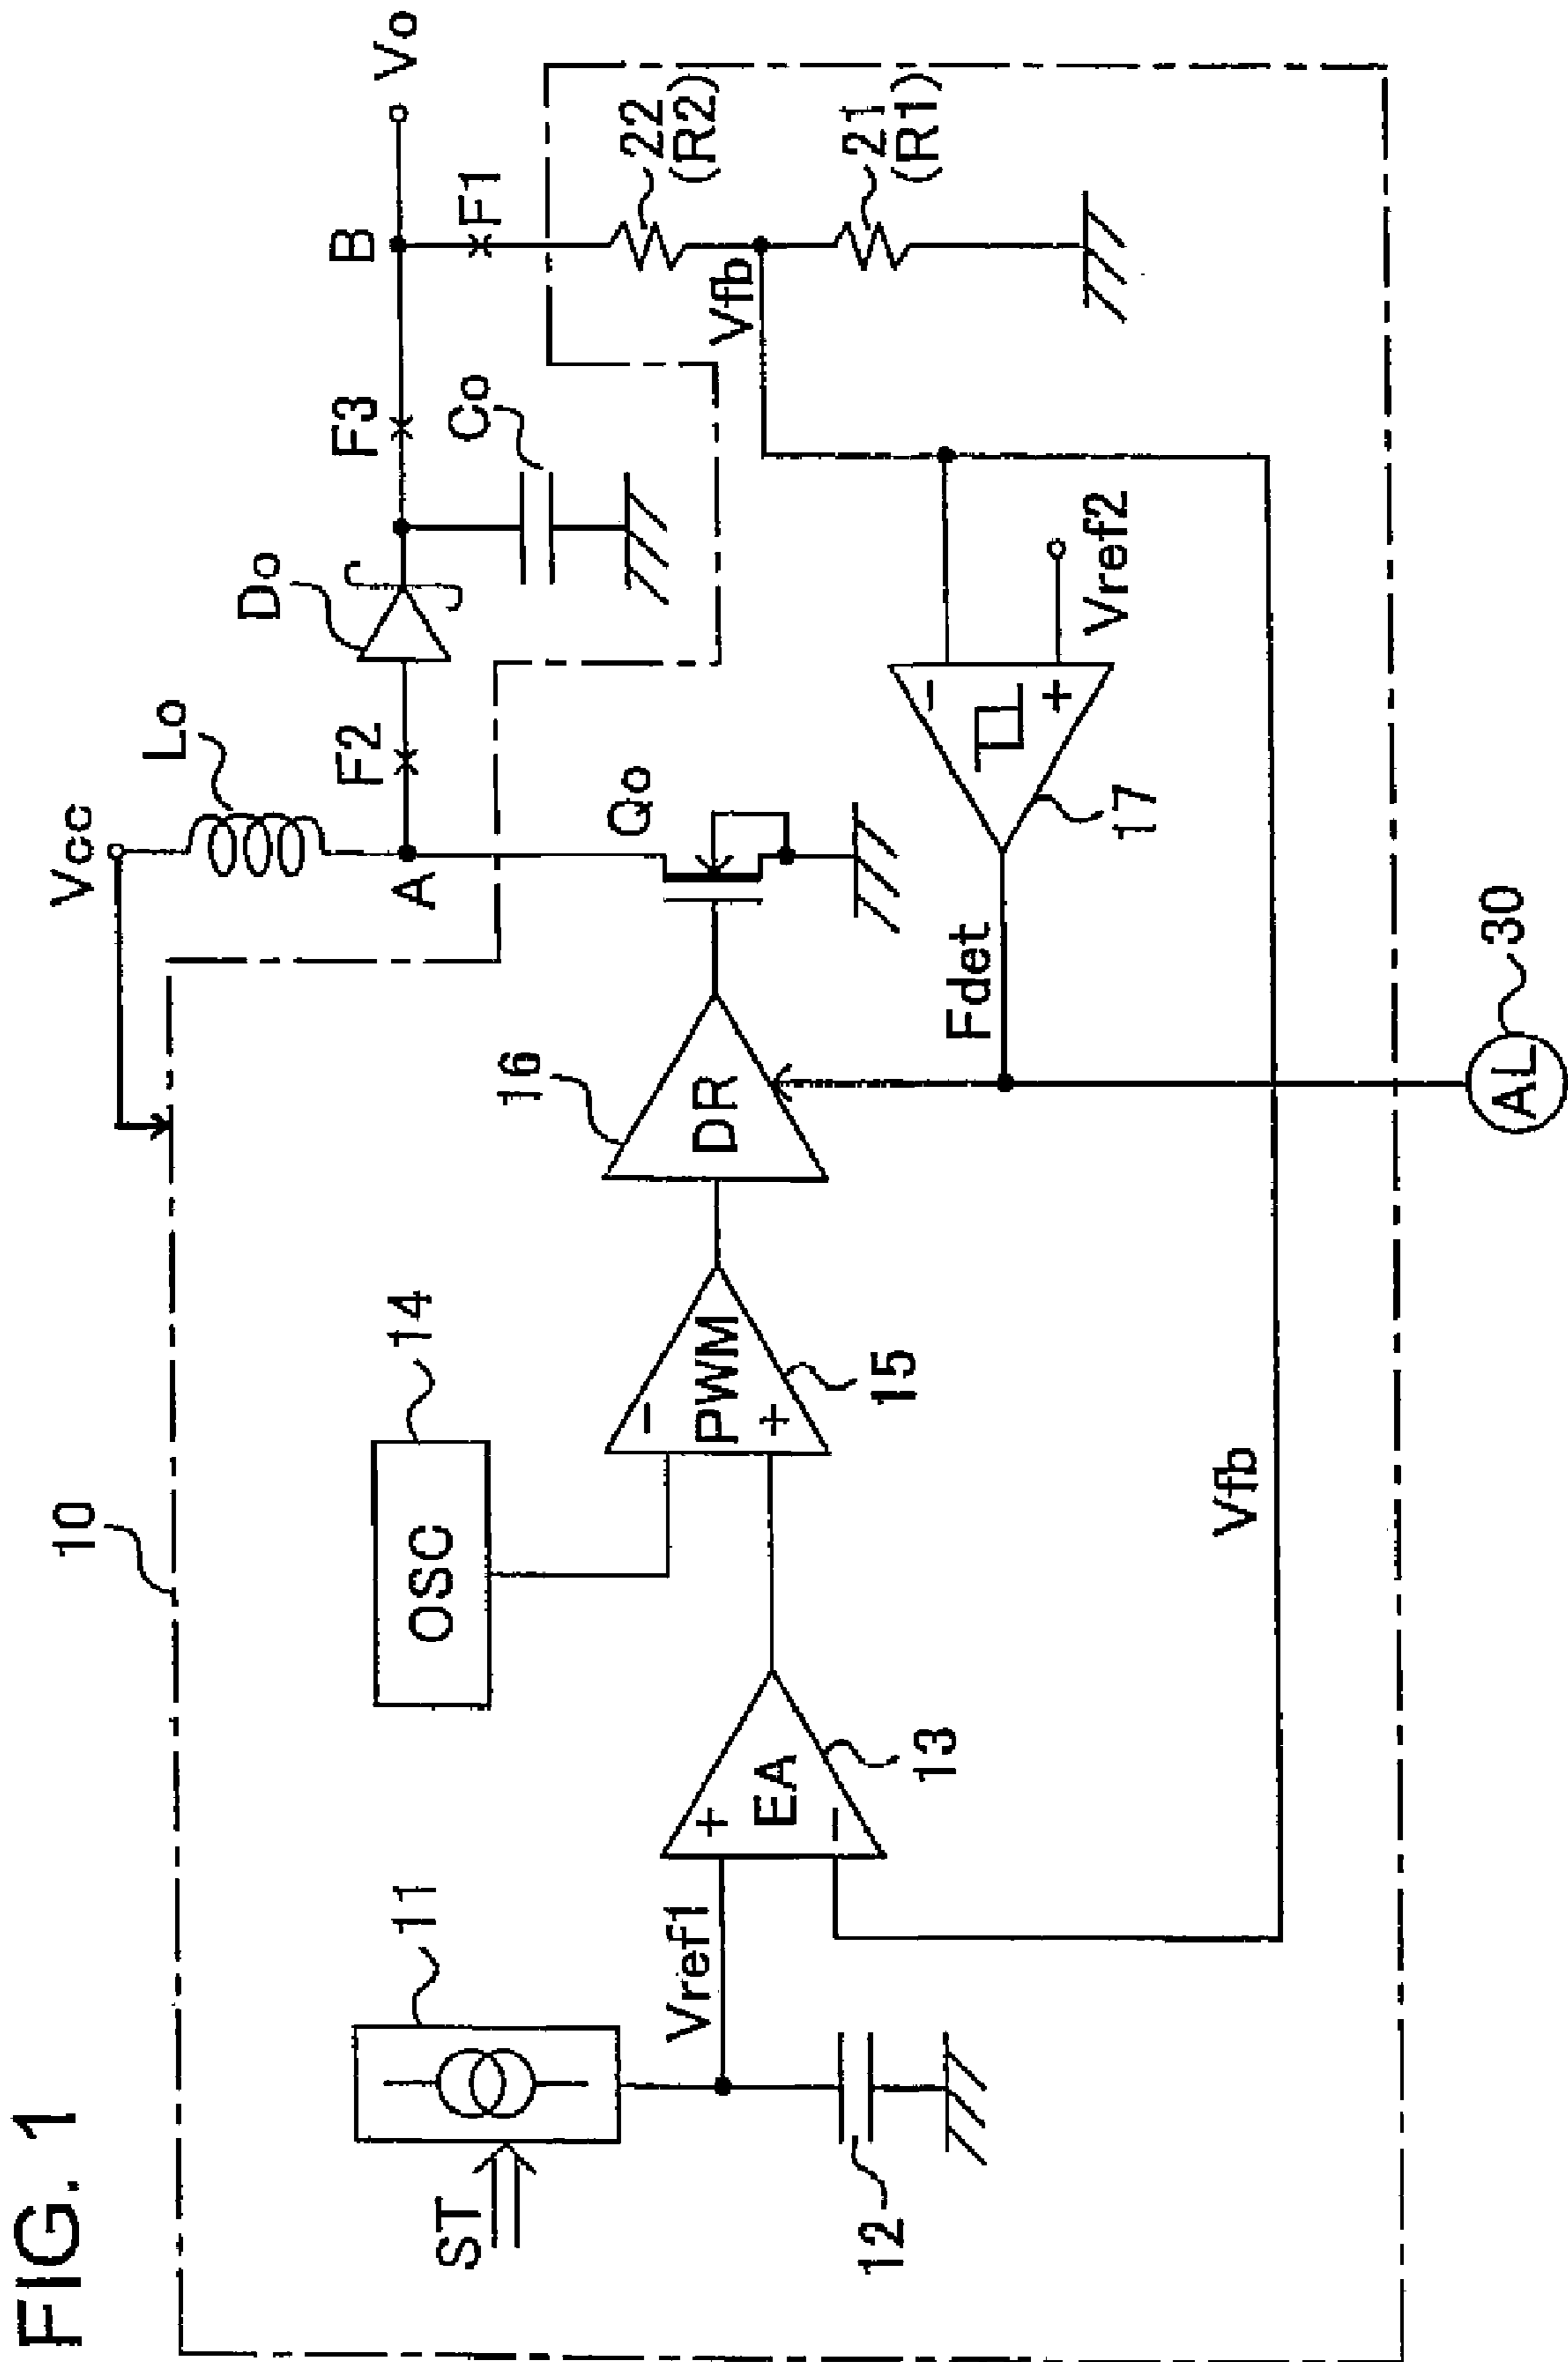 FIG. 1
10
Vcc
Lo
A
F2
Do
F3
Co
B
Vo
F1
22
(R2)
21
(R1)
Vfb
Qo
ST
11
12
Vref1
+
EA
−
13
OSC
14
−
PWM
+
15
DR
16
Fdet
−
+
17
Vref2
Vfb
AL
30